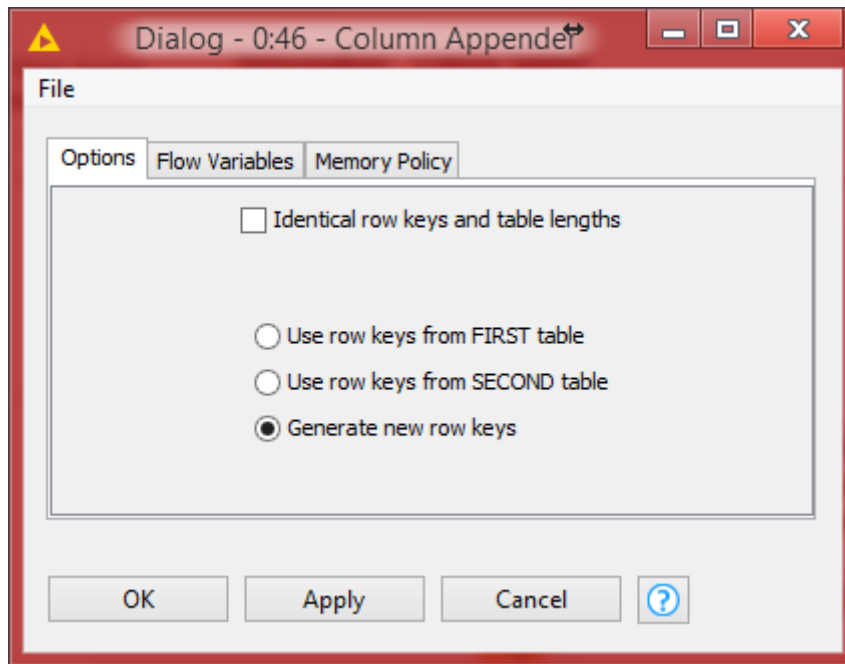 Dialog - 0:46 - Column Appender
File
Options Flow Variables Memory Policy
Identical row keys and table lengths
Use row keys from FIRST table
Use row keys from SECOND table
Generate new row keys
OK Apply Cancel ?